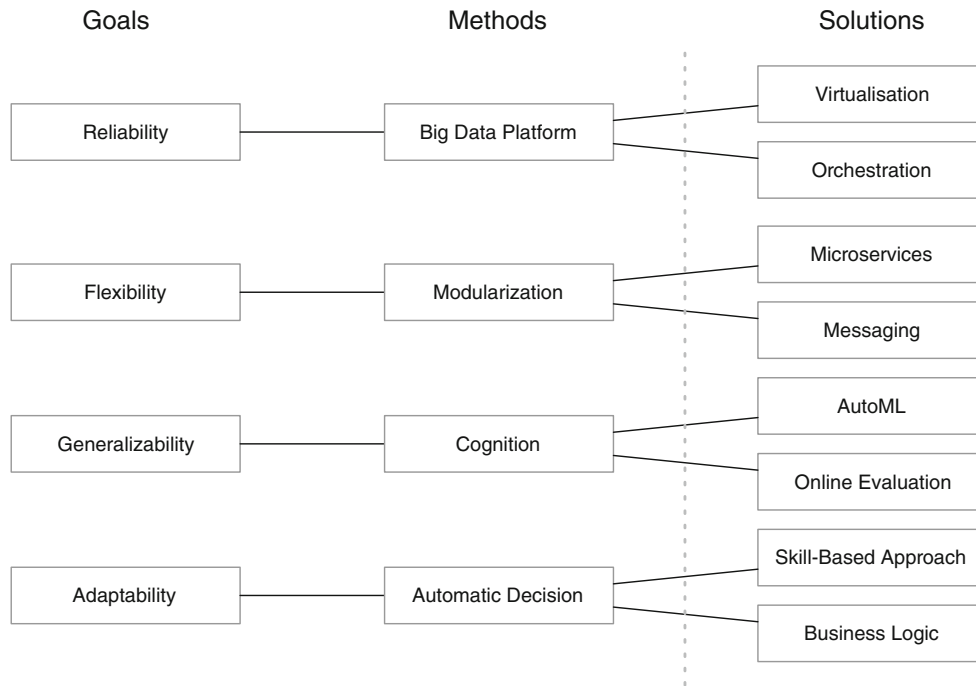 Goals
Methods
Solutions
Reliability
Big Data Platform
Virtualisation
Orchestration
Flexibility
Modularization
Microservices
Messaging
Generalizability
Cognition
AutoML
Online Evaluation
Adaptability
Automatic Decision
Skill-Based Approach
Business Logic